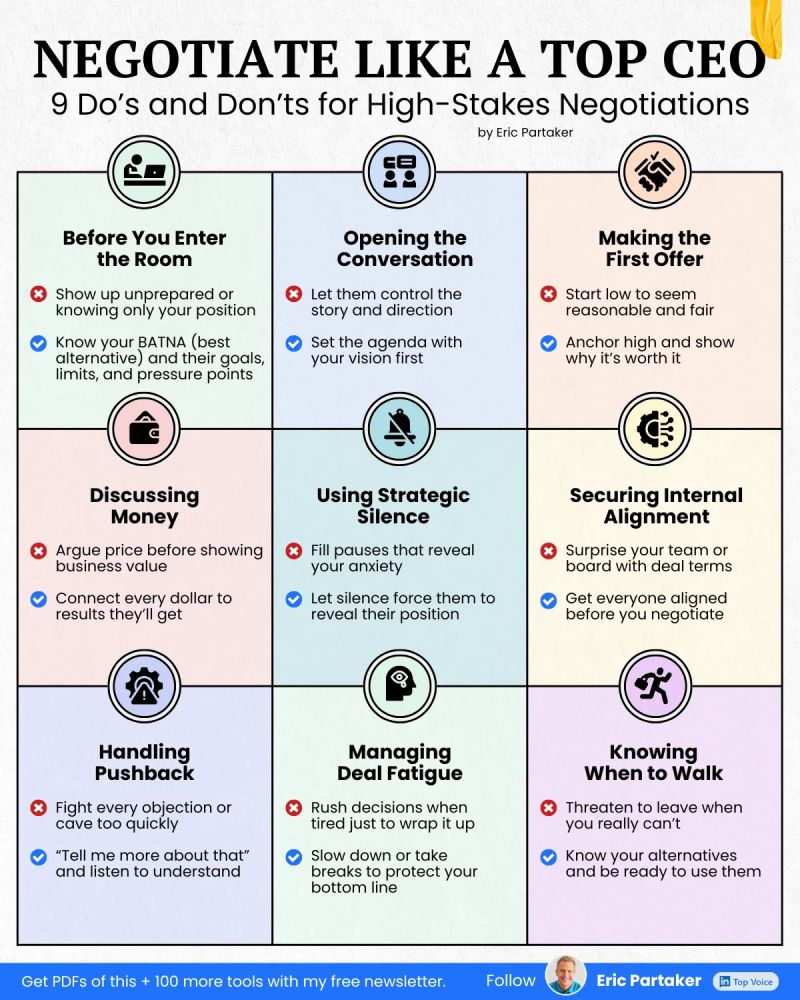 NEGOTIATE LIKE A TOP CEO
9 Do's and Don'ts for High-Stakes Negotiations
by Eric Partaker
Before You Enter
the Room
Show up unprepared or
knowing only your position
Know your BATNA (best
alternative) and their goals,
limits, and pressure points
Opening the
Conversation
Let them control the
story and direction
Set the agenda with
your vision first
Making the
First Offer
Start low to seem
reasonable and fair
Anchor high and show
why it's worth it
Discussing
Money
Argue price before showing
business value
Connect every dollar to
results they'll get
Using Strategic
Silence
Fill pauses that reveal
your anxiety
Let silence force them to
reveal their position
Securing Internal
Alignment
Surprise your team or
board with deal terms
Get everyone aligned
before you negotiate
Handling
Pushback
Fight every objection or
cave too quickly
“Tell me more about that”
and listen to understand
Managing
Deal Fatigue
Rush decisions when
tired just to wrap it up
Slow down or take
breaks to protect your
bottom line
Knowing
When to Walk
Threaten to leave when
you really can't
Know your alternatives
and be ready to use them
Get PDFs of this + 100 more tools with my free newsletter.
Follow Eric Partaker in Top Voice